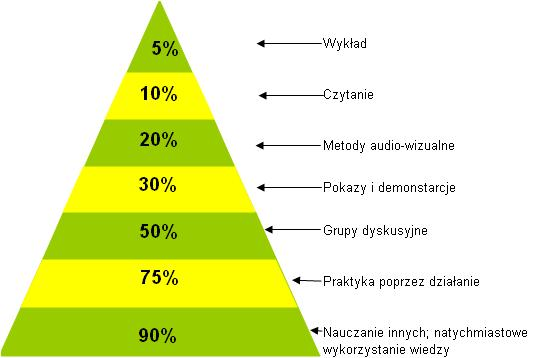 5% Wykład
10% Czytanie
20% Metody audio-wizualne
30% Pokazy i demonstarcje
50% Grupy dyskusyjne
75% Praktyka poprzez działanie
90% Nauczanie innych; natychmiastowe
wykorzystanie wiedzy